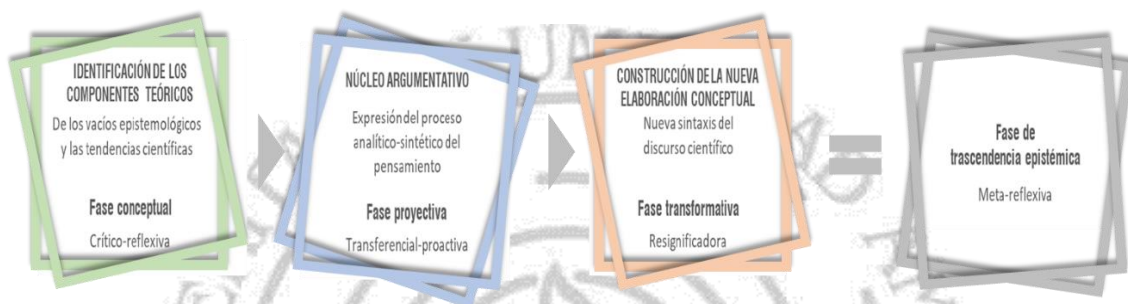 IDENTIFICACIÓN DE LOS
COMPONENTES TEÓRICOS
De los vacíos epistemológicos
y las tendencias científicas
Fase conceptual
Crítico-reflexiva
NÚCLEO ARGUMENTATIVO
Expresión del proceso
analítico-sintético del
pensamiento
Fase proyectiva
Transferencial-proactiva
CONSTRUCCIÓN DE LA NUEVA
ELABORACIÓN CONCEPTUAL
Nueva sintaxis del
discurso científico
Fase transformativa
Resignificadora
Fase de
trascendencia epistémica
Meta-reflexiva